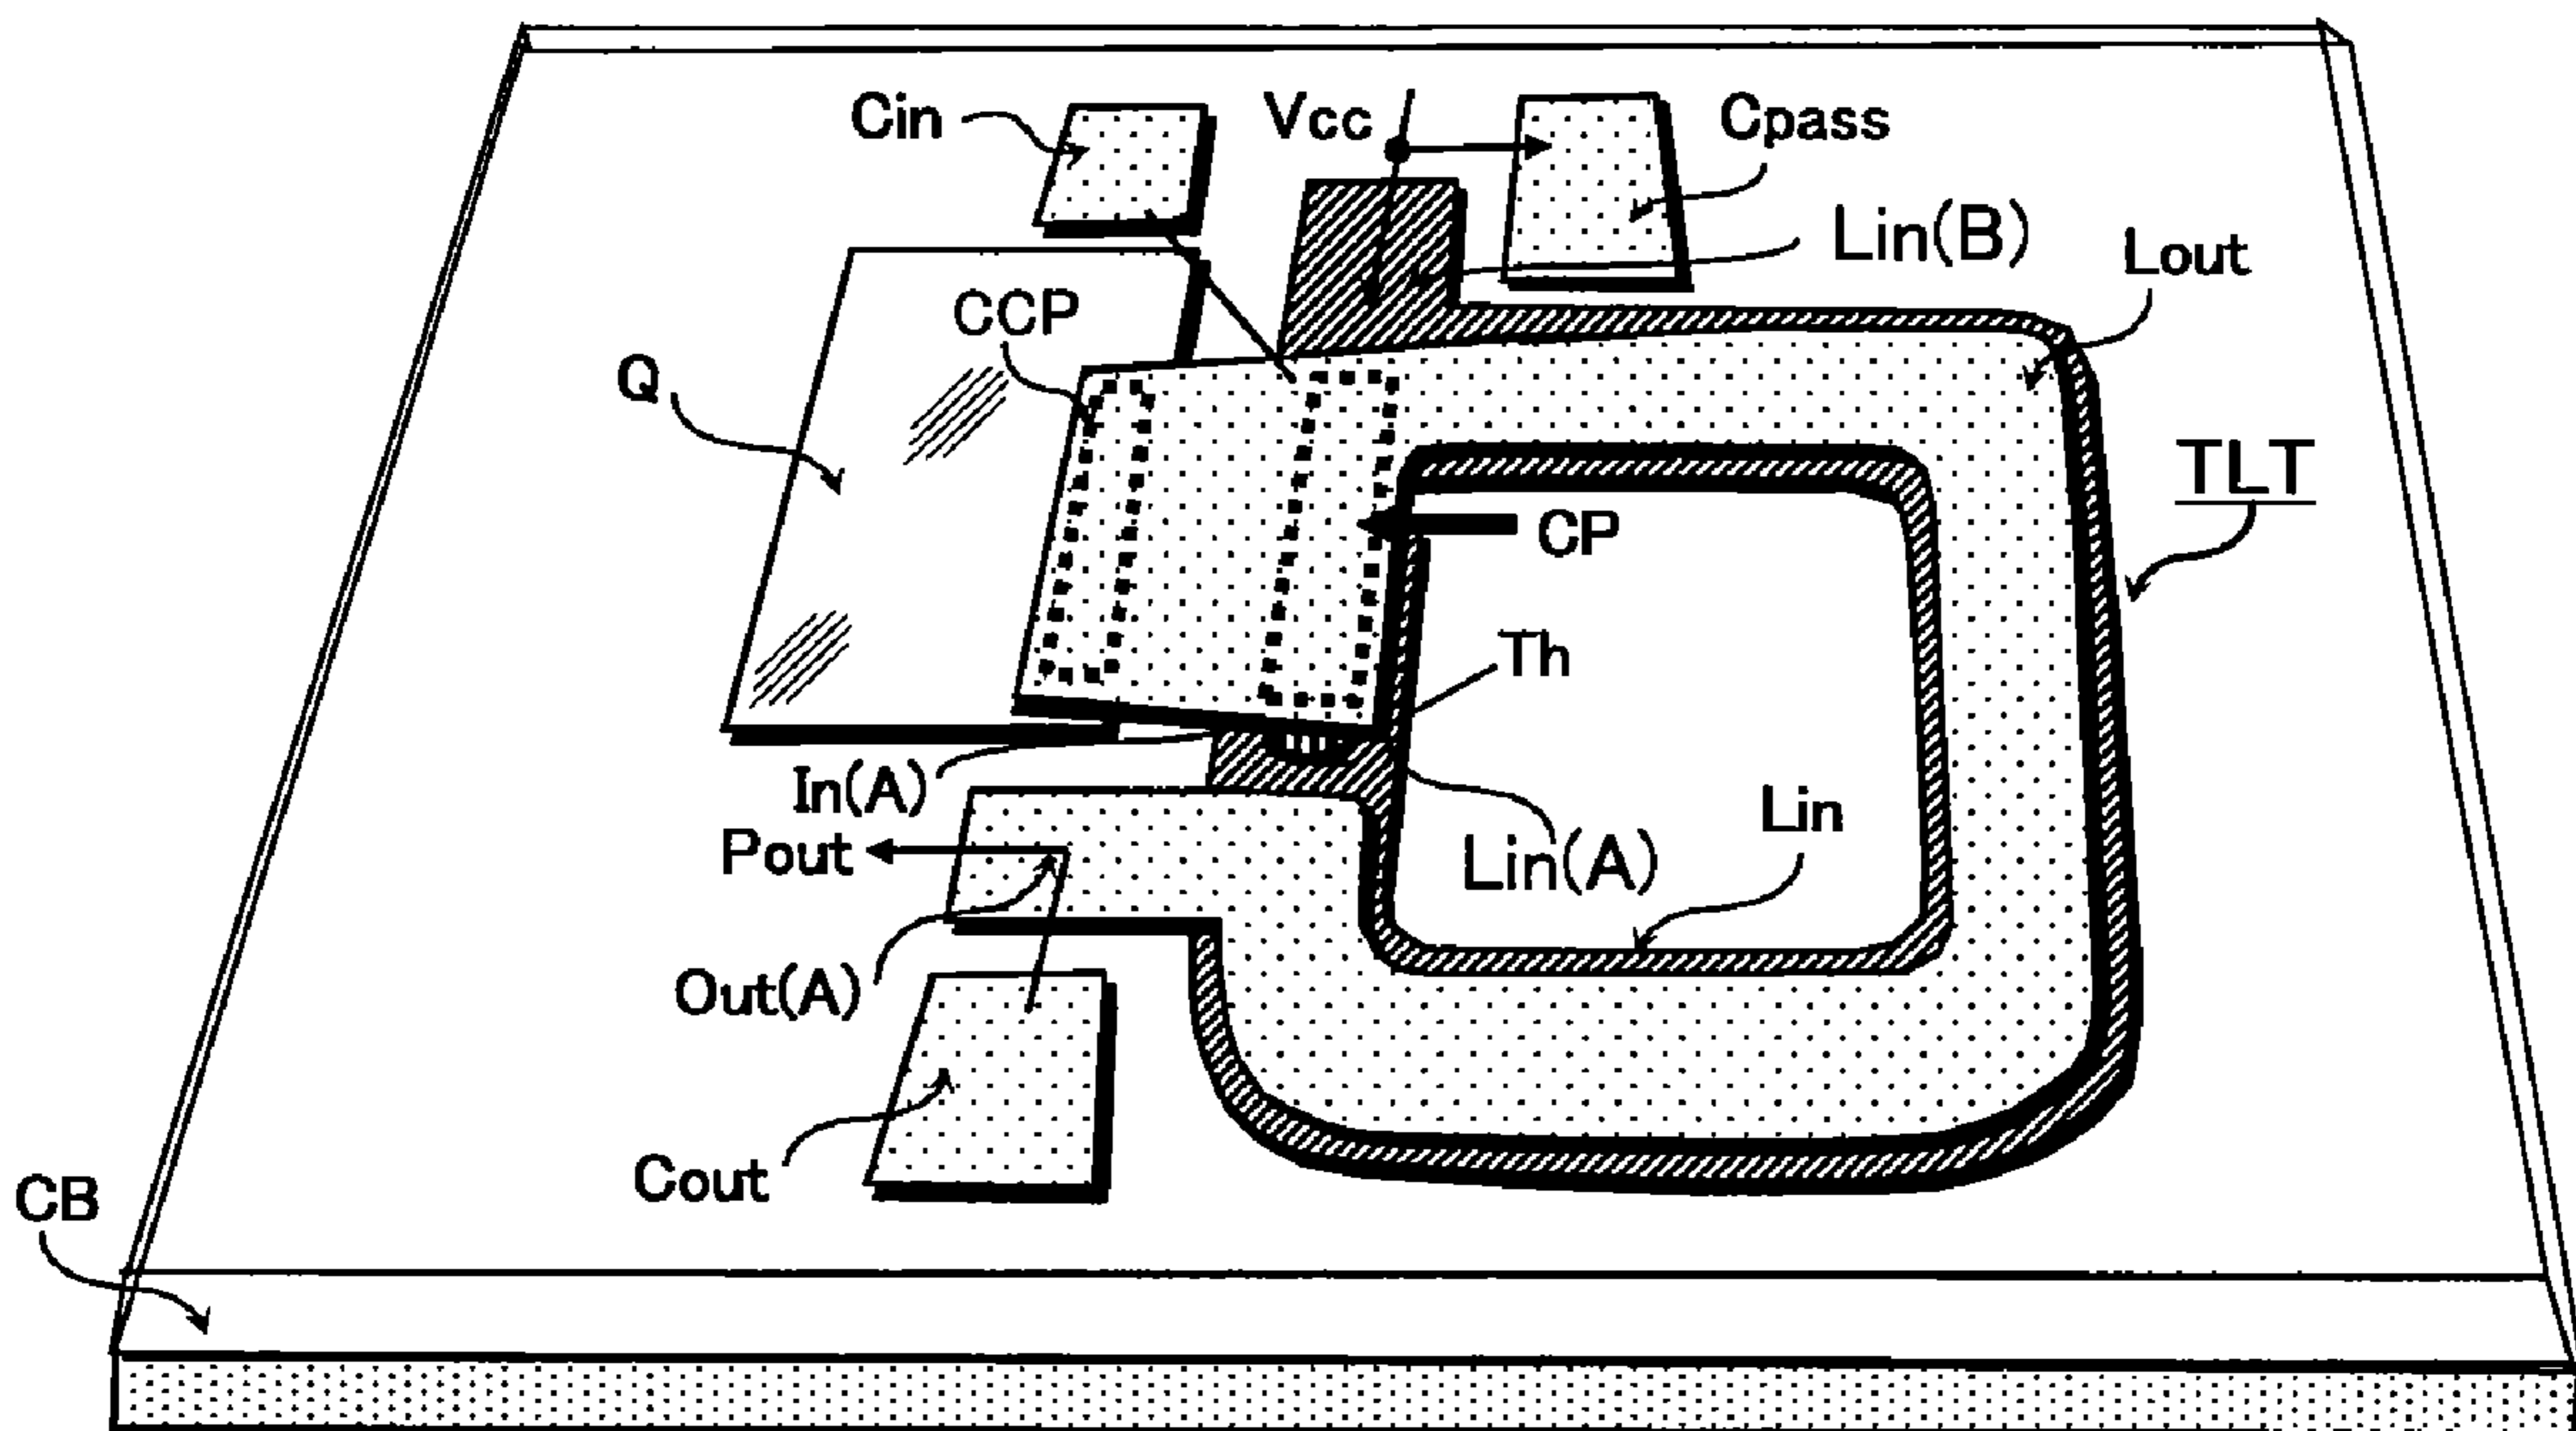 Cin
Vcc
Cpass
Lin(B)
Lout
CCP
Q
TLT
CP
Th
In(A)
Lin
Pout
Lin(A)
Out(A)
Cout
CB